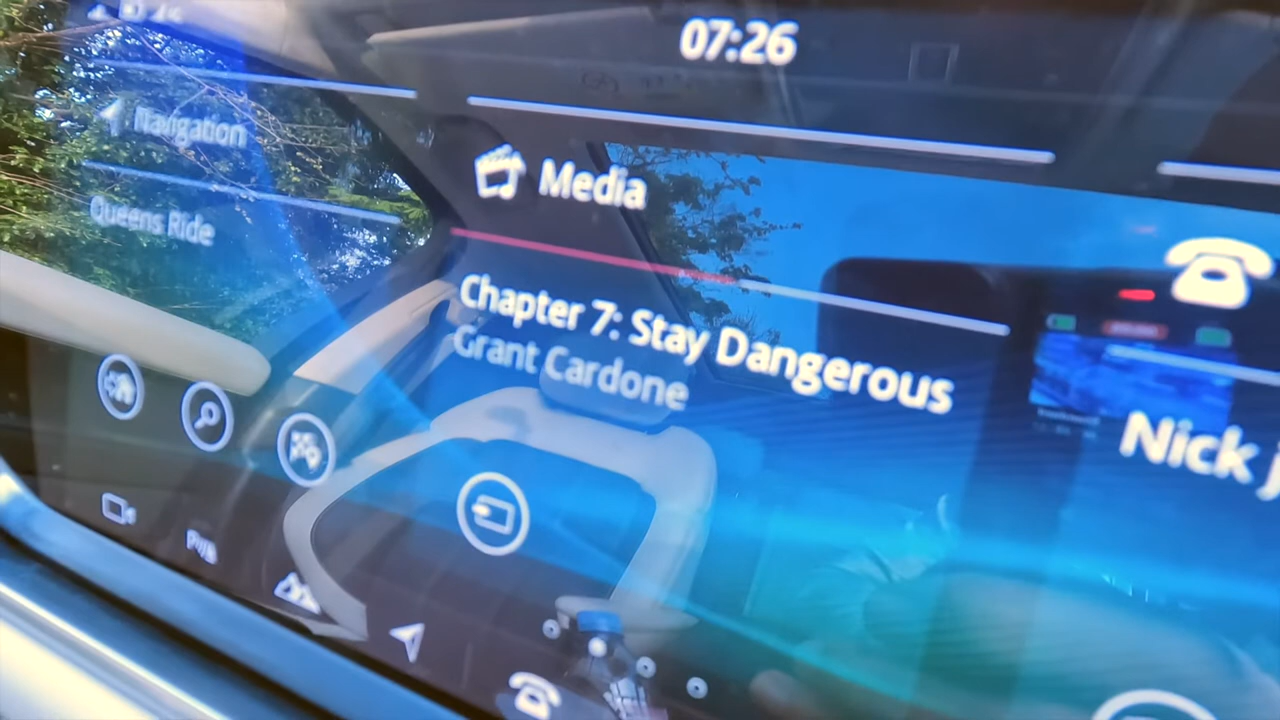 07:26
Navigation
Queens Ride
Media
Chapter 7: Stay Dangerous
Grant Cardone
Nick